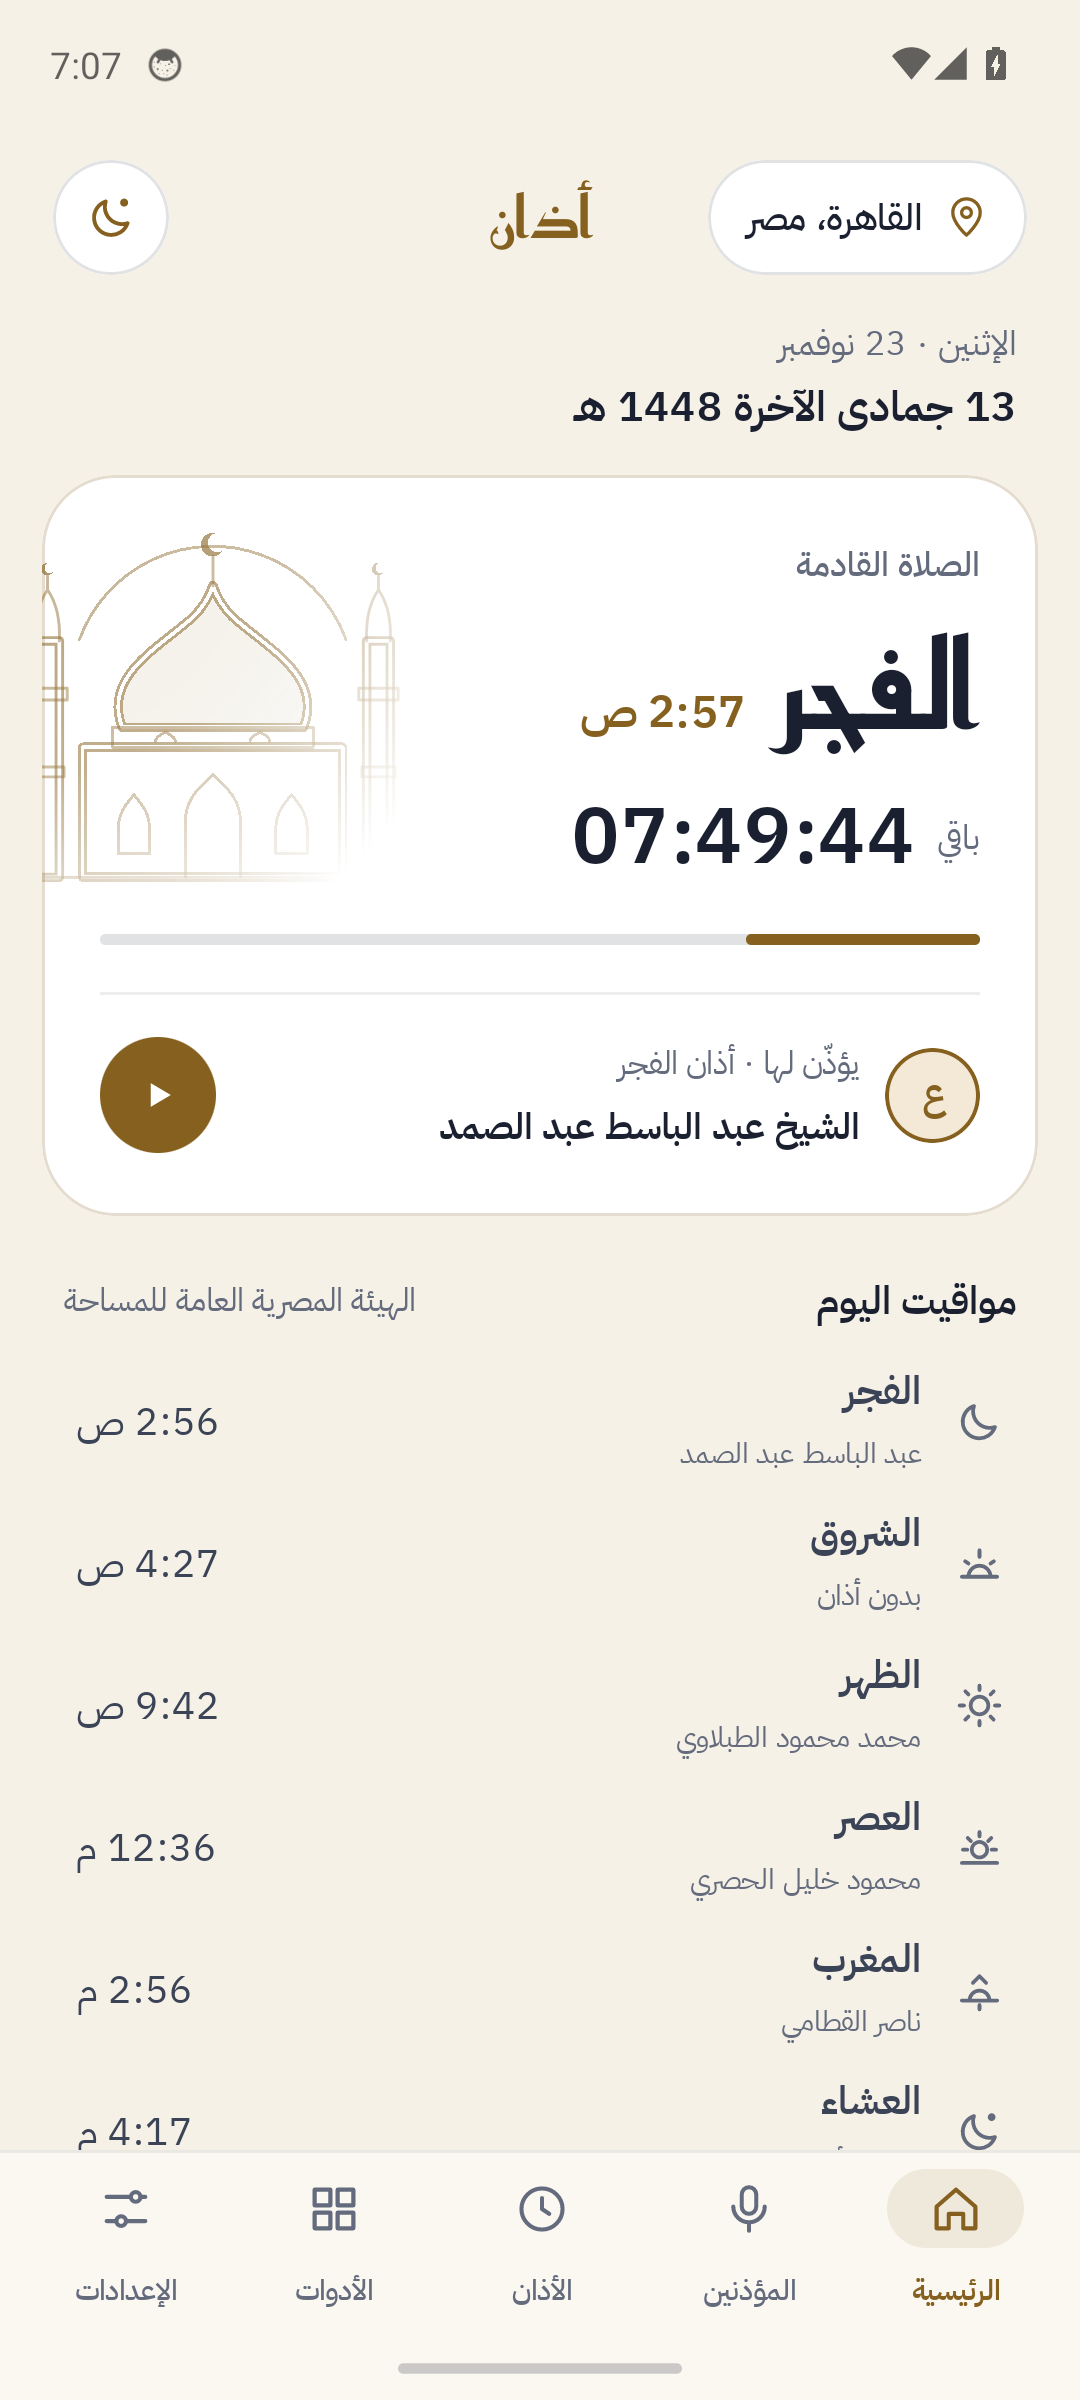 7:07
القاهرة، مصر
أذان
الإثنين · 23 نوفمبر
13 جمادى الآخرة 1448 هـ
الصلاة القادمة
الفجر 2:57 ص
باقي 07:49:44
يؤذّن لها · أذان الفجر
ع
الشيخ عبد الباسط عبد الصمد
مواقيت اليوم
الهيئة المصرية العامة للمساحة
الفجر
عبد الباسط عبد الصمد
2:56 ص
الشروق
بدون أذان
4:27 ص
الظهر
محمد محمود الطبلاوي
9:42 ص
العصر
محمود خليل الحصري
12:36 م
المغرب
ناصر القطامي
2:56 م
العشاء
4:17 م
الرئيسية
المؤذنين
الأذان
الأدوات
الإعدادات